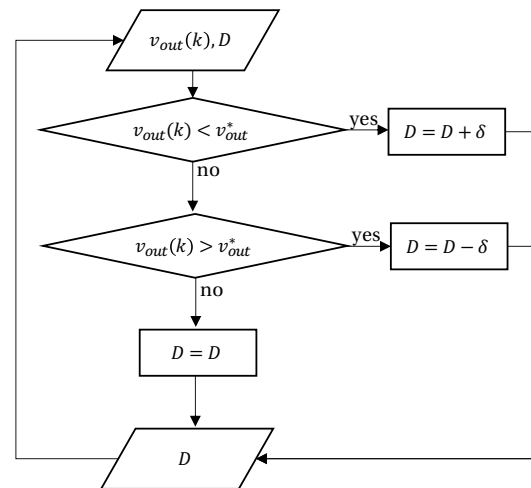 v_out(k), D
v_out(k) < v*_out
yes
D = D + δ
no
v_out(k) > v*_out
yes
D = D − δ
no
D = D
D